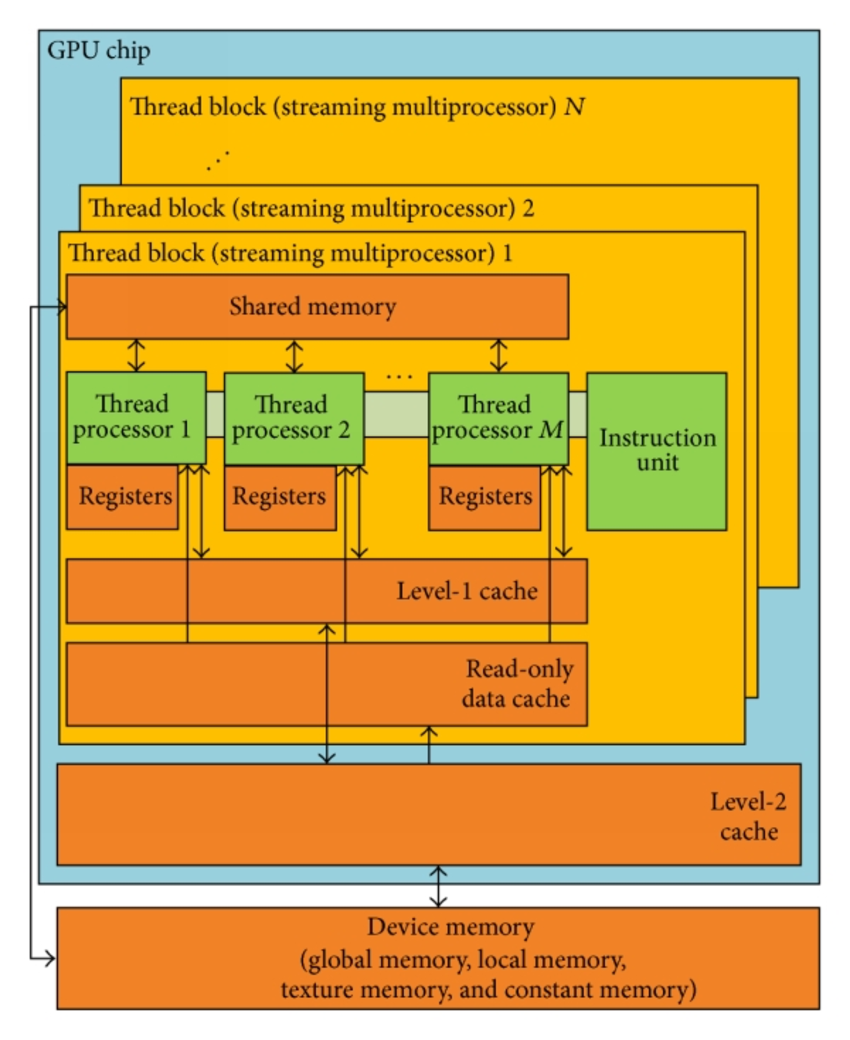 GPU chip
Thread block (streaming multiprocessor) N
Thread block (streaming multiprocessor) 2
Thread block (streaming multiprocessor) 1
Shared memory
...
Thread
processor 1
Thread
processor 2
Thread
processor M
Instruction
unit
Registers
Registers
Registers
Level-1 cache
Read-only
data cache
Level-2
cache
Device memory
(global memory, local memory,
texture memory, and constant memory)